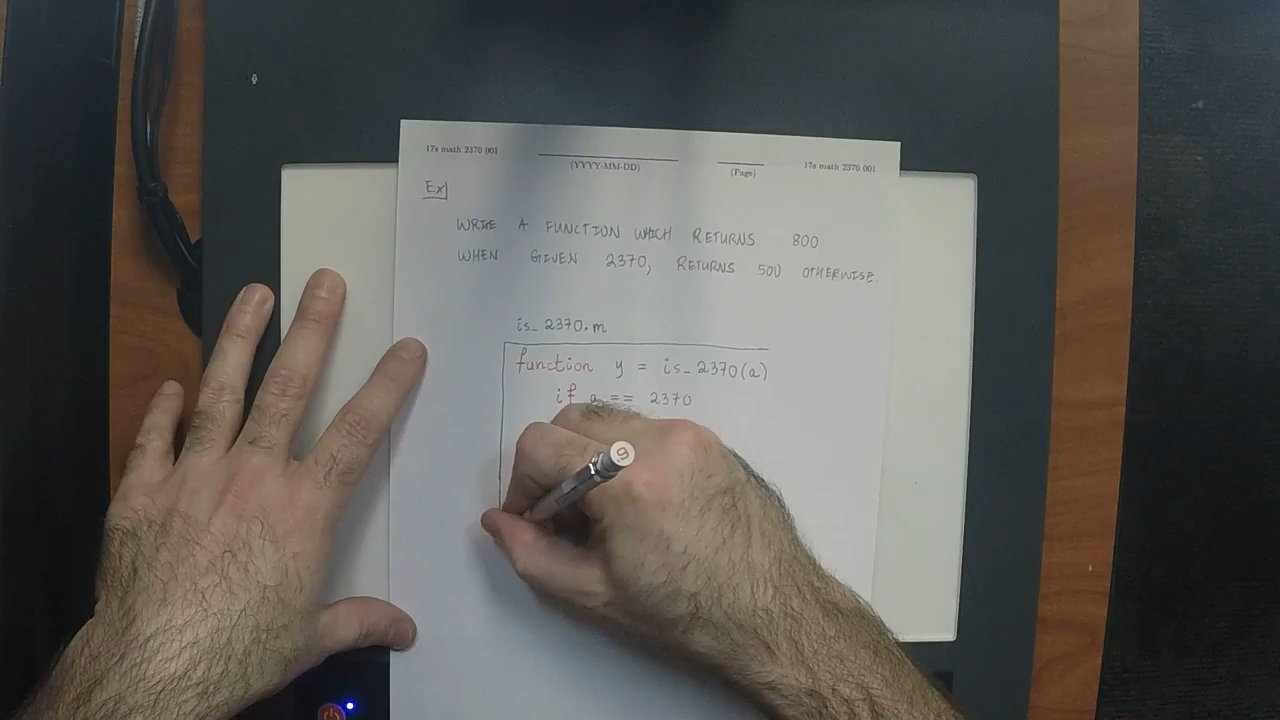 17s math 2370 001 (YYYY-MM-DD) (Page) 17s math 2370 001
Ex
WRITE A FUNCTION WHICH RETURNS 800
WHEN GIVEN 2370, RETURNS 500 OTHERWISE.
is_2370.m
function y = is_2370(a)
if a == 2370